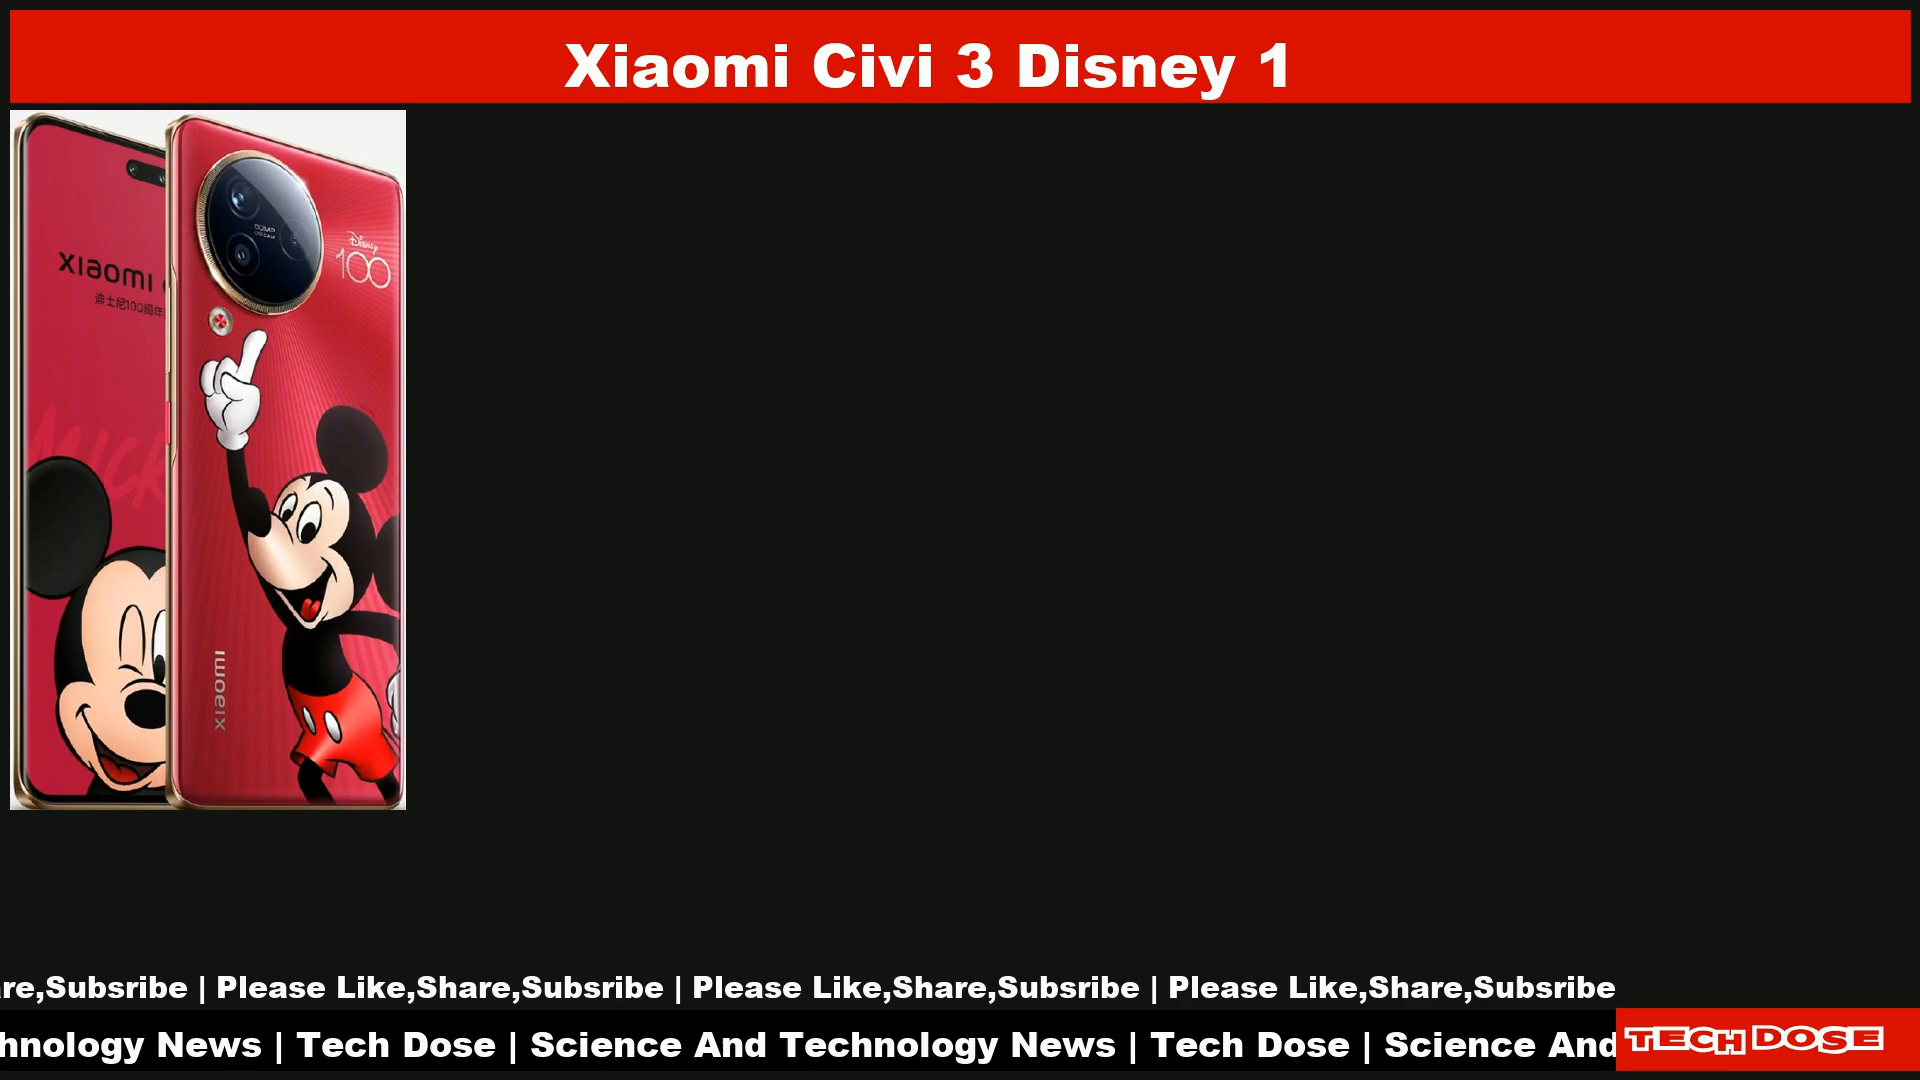 Xiaomi Civi 3 Disney 1
xiaomi
迪士尼100周年
MICK
50MP
Disney
100
xiaomi
re,Subsribe | Please Like,Share,Subsribe | Please Like,Share,Subsribe | Please Like,Share,Subsribe
hnology News | Tech Dose | Science And Technology News | Tech Dose | Science And
TECH DOSE